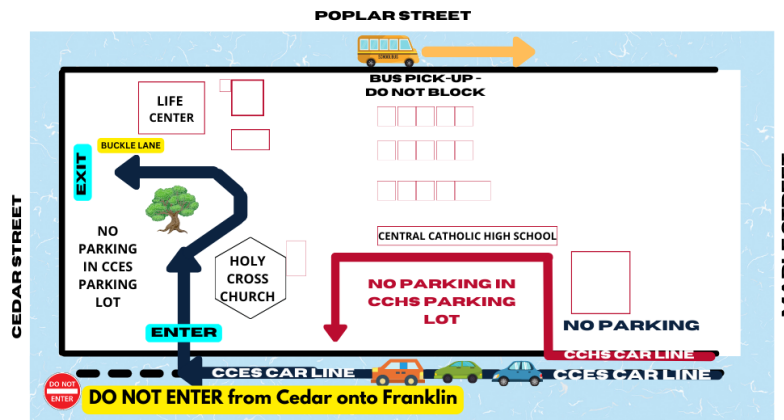 POPLAR STREET
SCHOOL BUS
BUS PICK-UP -
DO NOT BLOCK
LIFE
CENTER
BUCKLE LANE
EXIT
CEDAR STREET
NO
PARKING
IN CCES
PARKING
LOT
HOLY
CROSS
CHURCH
CENTRAL CATHOLIC HIGH SCHOOL
NO PARKING IN
CCHS PARKING
LOT
NO PARKING
ENTER
CCHS CAR LINE
CCES CAR LINE
CCES CAR LINE
DO NOT
ENTER
DO NOT ENTER from Cedar onto Franklin